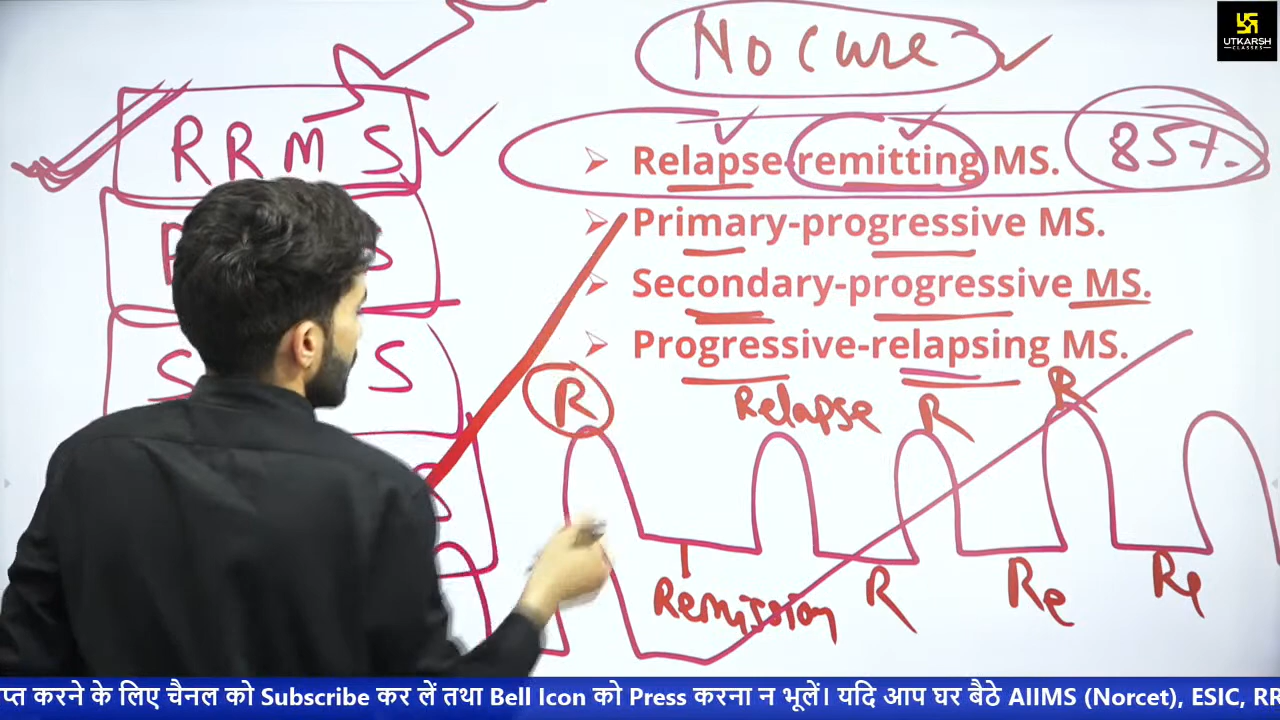 UTKARSH
CLASSES
No cure
RRMS
Relapse-remitting MS.
85%
Primary-progressive MS.
Secondary-progressive MS.
S S
Progressive-relapsing MS.
R
Relapse
R
R
Remission
R
Re
Re
प्त करने के लिए चैनल को Subscribe कर लें तथा Bell Icon को Press करना न भूलें। यदि आप घर बैठे AIIMS (Norcet), ESIC, RR